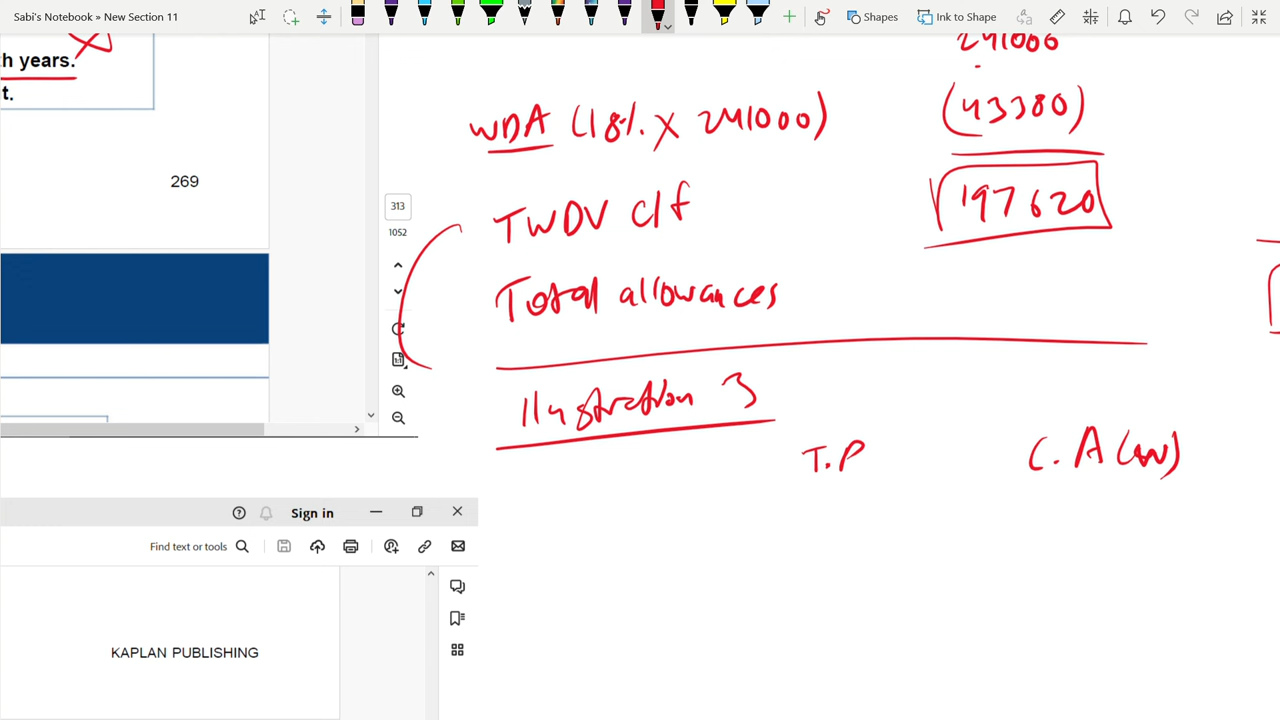 Sabi's Notebook » New Section 11
Shapes
Ink to Shape
h years.
t.
269
313
1052
241000
WDA (18% X 241000)
(43380)
TWDV c/f
197620
Total allowances
Illustration 3
T.P
C.A(W)
Sign in
Find text or tools
KAPLAN PUBLISHING